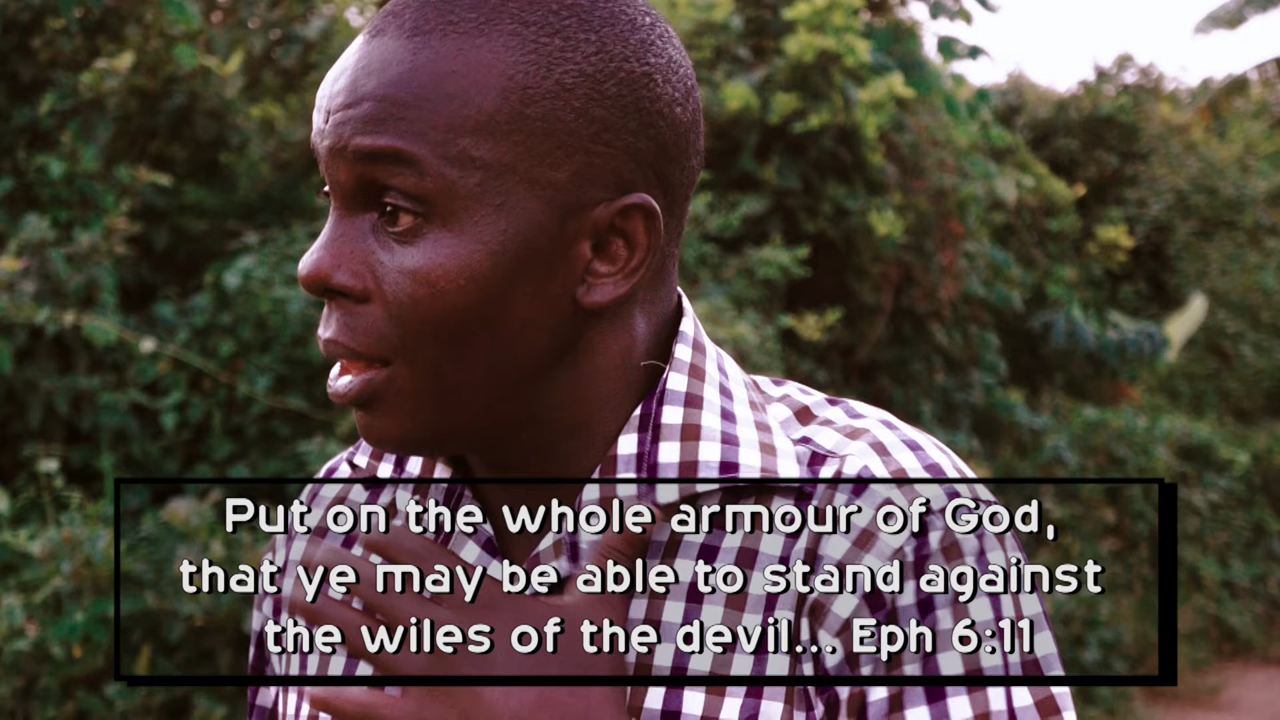 Put on the whole armour of God,
that ye may be able to stand against
the wiles of the devil... Eph 6:11